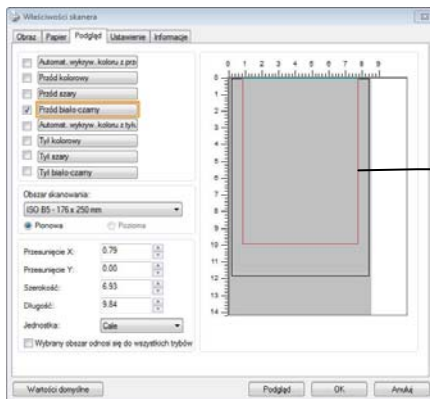 Właściwości skanera
Obraz Papier Podgląd Ustawienie Informacje
Automat. wykryw. koloru z prz
Przód kolorowy
Przód szary
Przód biało-czarny
Automat. wykryw. koloru z tyłu
Tył kolorowy
Tył szary
Tył biało-czarny
Obszar skanowania:
ISO B5 - 176 x 250 mm
Pionowa Pozioma
Przesunięcie X: 0.79
Przesunięcie Y: 0.00
Szerokość: 6.93
Długość: 9.84
Jednostka: Cale
Wybrany obszar odnosi się do wszystkich trybów
0 1 2 3 4 5 6 7 8 9
0
1
2
3
4
5
6
7
8
9
10
11
12
13
14
Wartości domyślne Podgląd OK Anuluj